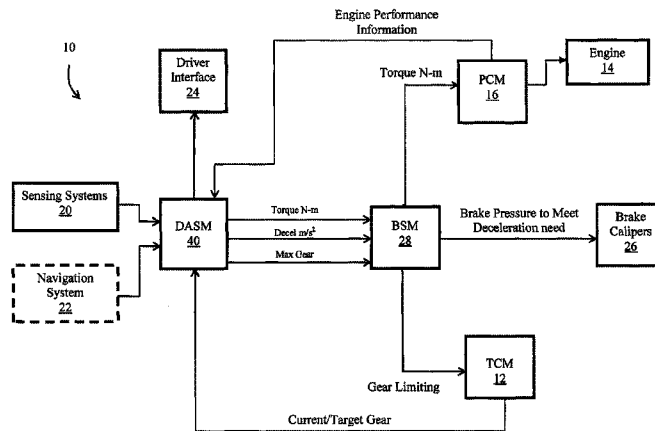 Engine Performance
Information
10
Driver
Interface
24
Torque N-m
PCM
16
Engine
14
Sensing Systems
20
DASM
40
Torque N-m
Decel m/s²
Max Gear
BSM
28
Brake Pressure to Meet
Deceleration need
Brake
Calipers
26
Navigation
System
22
Gear Limiting
TCM
12
Current/Target Gear